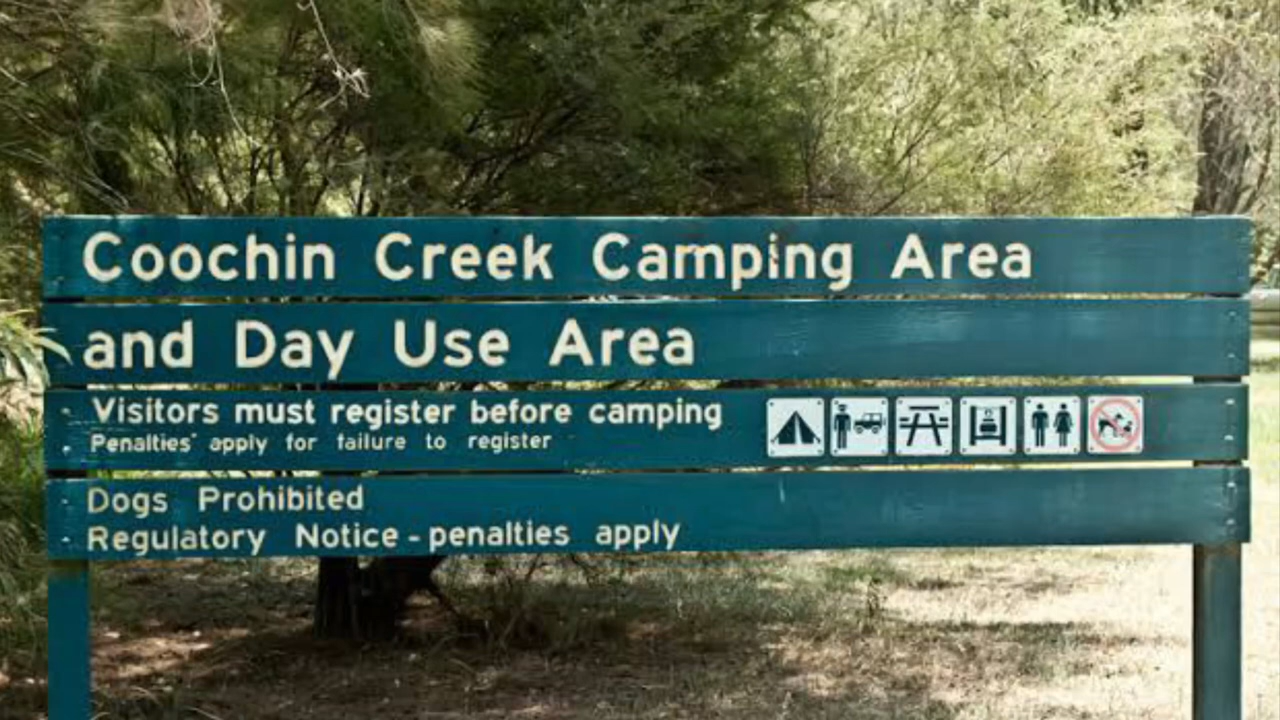 Coochin Creek Camping Area
and Day Use Area
Visitors must register before camping
Penalties apply for failure to register
Dogs Prohibited
Regulatory Notice - penalties apply